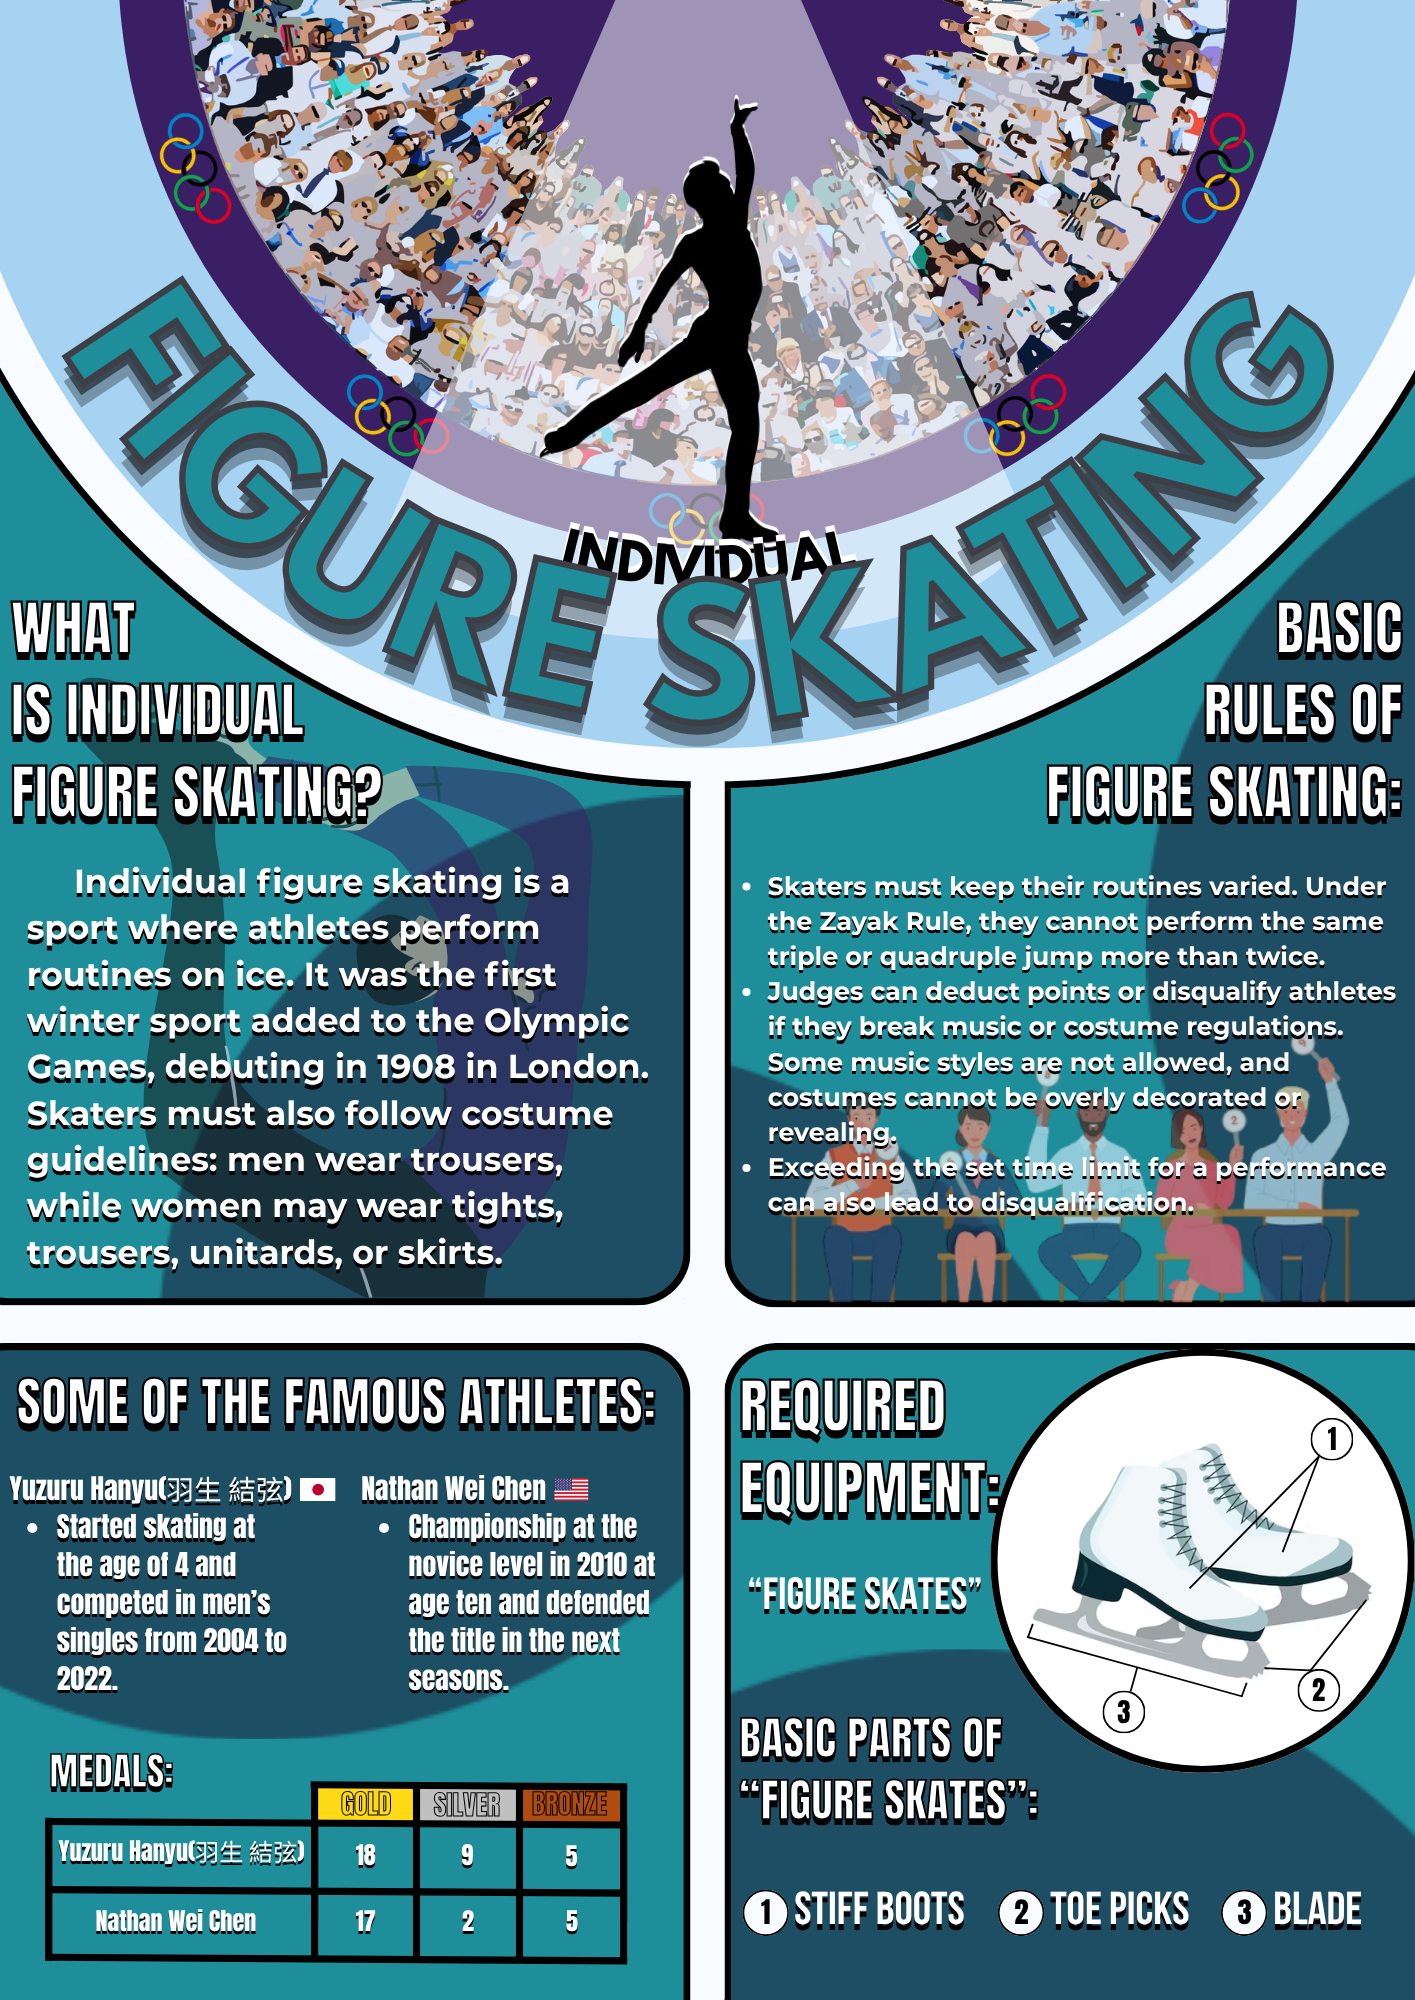 INDIVIDUAL
FIGURE SKATING
WHAT
IS INDIVIDUAL
FIGURE SKATING?
Individual figure skating is a
sport where athletes perform
routines on ice. It was the first
winter sport added to the Olympic
Games, debuting in 1908 in London.
Skaters must also follow costume
guidelines: men wear trousers,
while women may wear tights,
trousers, unitards, or skirts.
BASIC
RULES OF
FIGURE SKATING:
• Skaters must keep their routines varied. Under
the Zayak Rule, they cannot perform the same
triple or quadruple jump more than twice.
• Judges can deduct points or disqualify athletes
if they break music or costume regulations.
Some music styles are not allowed, and
costumes cannot be overly decorated or
revealing.
• Exceeding the set time limit for a performance
can also lead to disqualification.
2
SOME OF THE FAMOUS ATHLETES:
Yuzuru Hanyu(羽生 結弦)
• Started skating at
the age of 4 and
competed in men’s
singles from 2004 to
2022.
Nathan Wei Chen
• Championship at the
novice level in 2010 at
age ten and defended
the title in the next
seasons.
MEDALS:
GOLD SILVER BRONZE
Yuzuru Hanyu(羽生 結弦) 18 9 5
Nathan Wei Chen 17 2 5
REQUIRED
EQUIPMENT:
“FIGURE SKATES”
1
2
3
BASIC PARTS OF
“FIGURE SKATES”:
1 STIFF BOOTS 2 TOE PICKS 3 BLADE